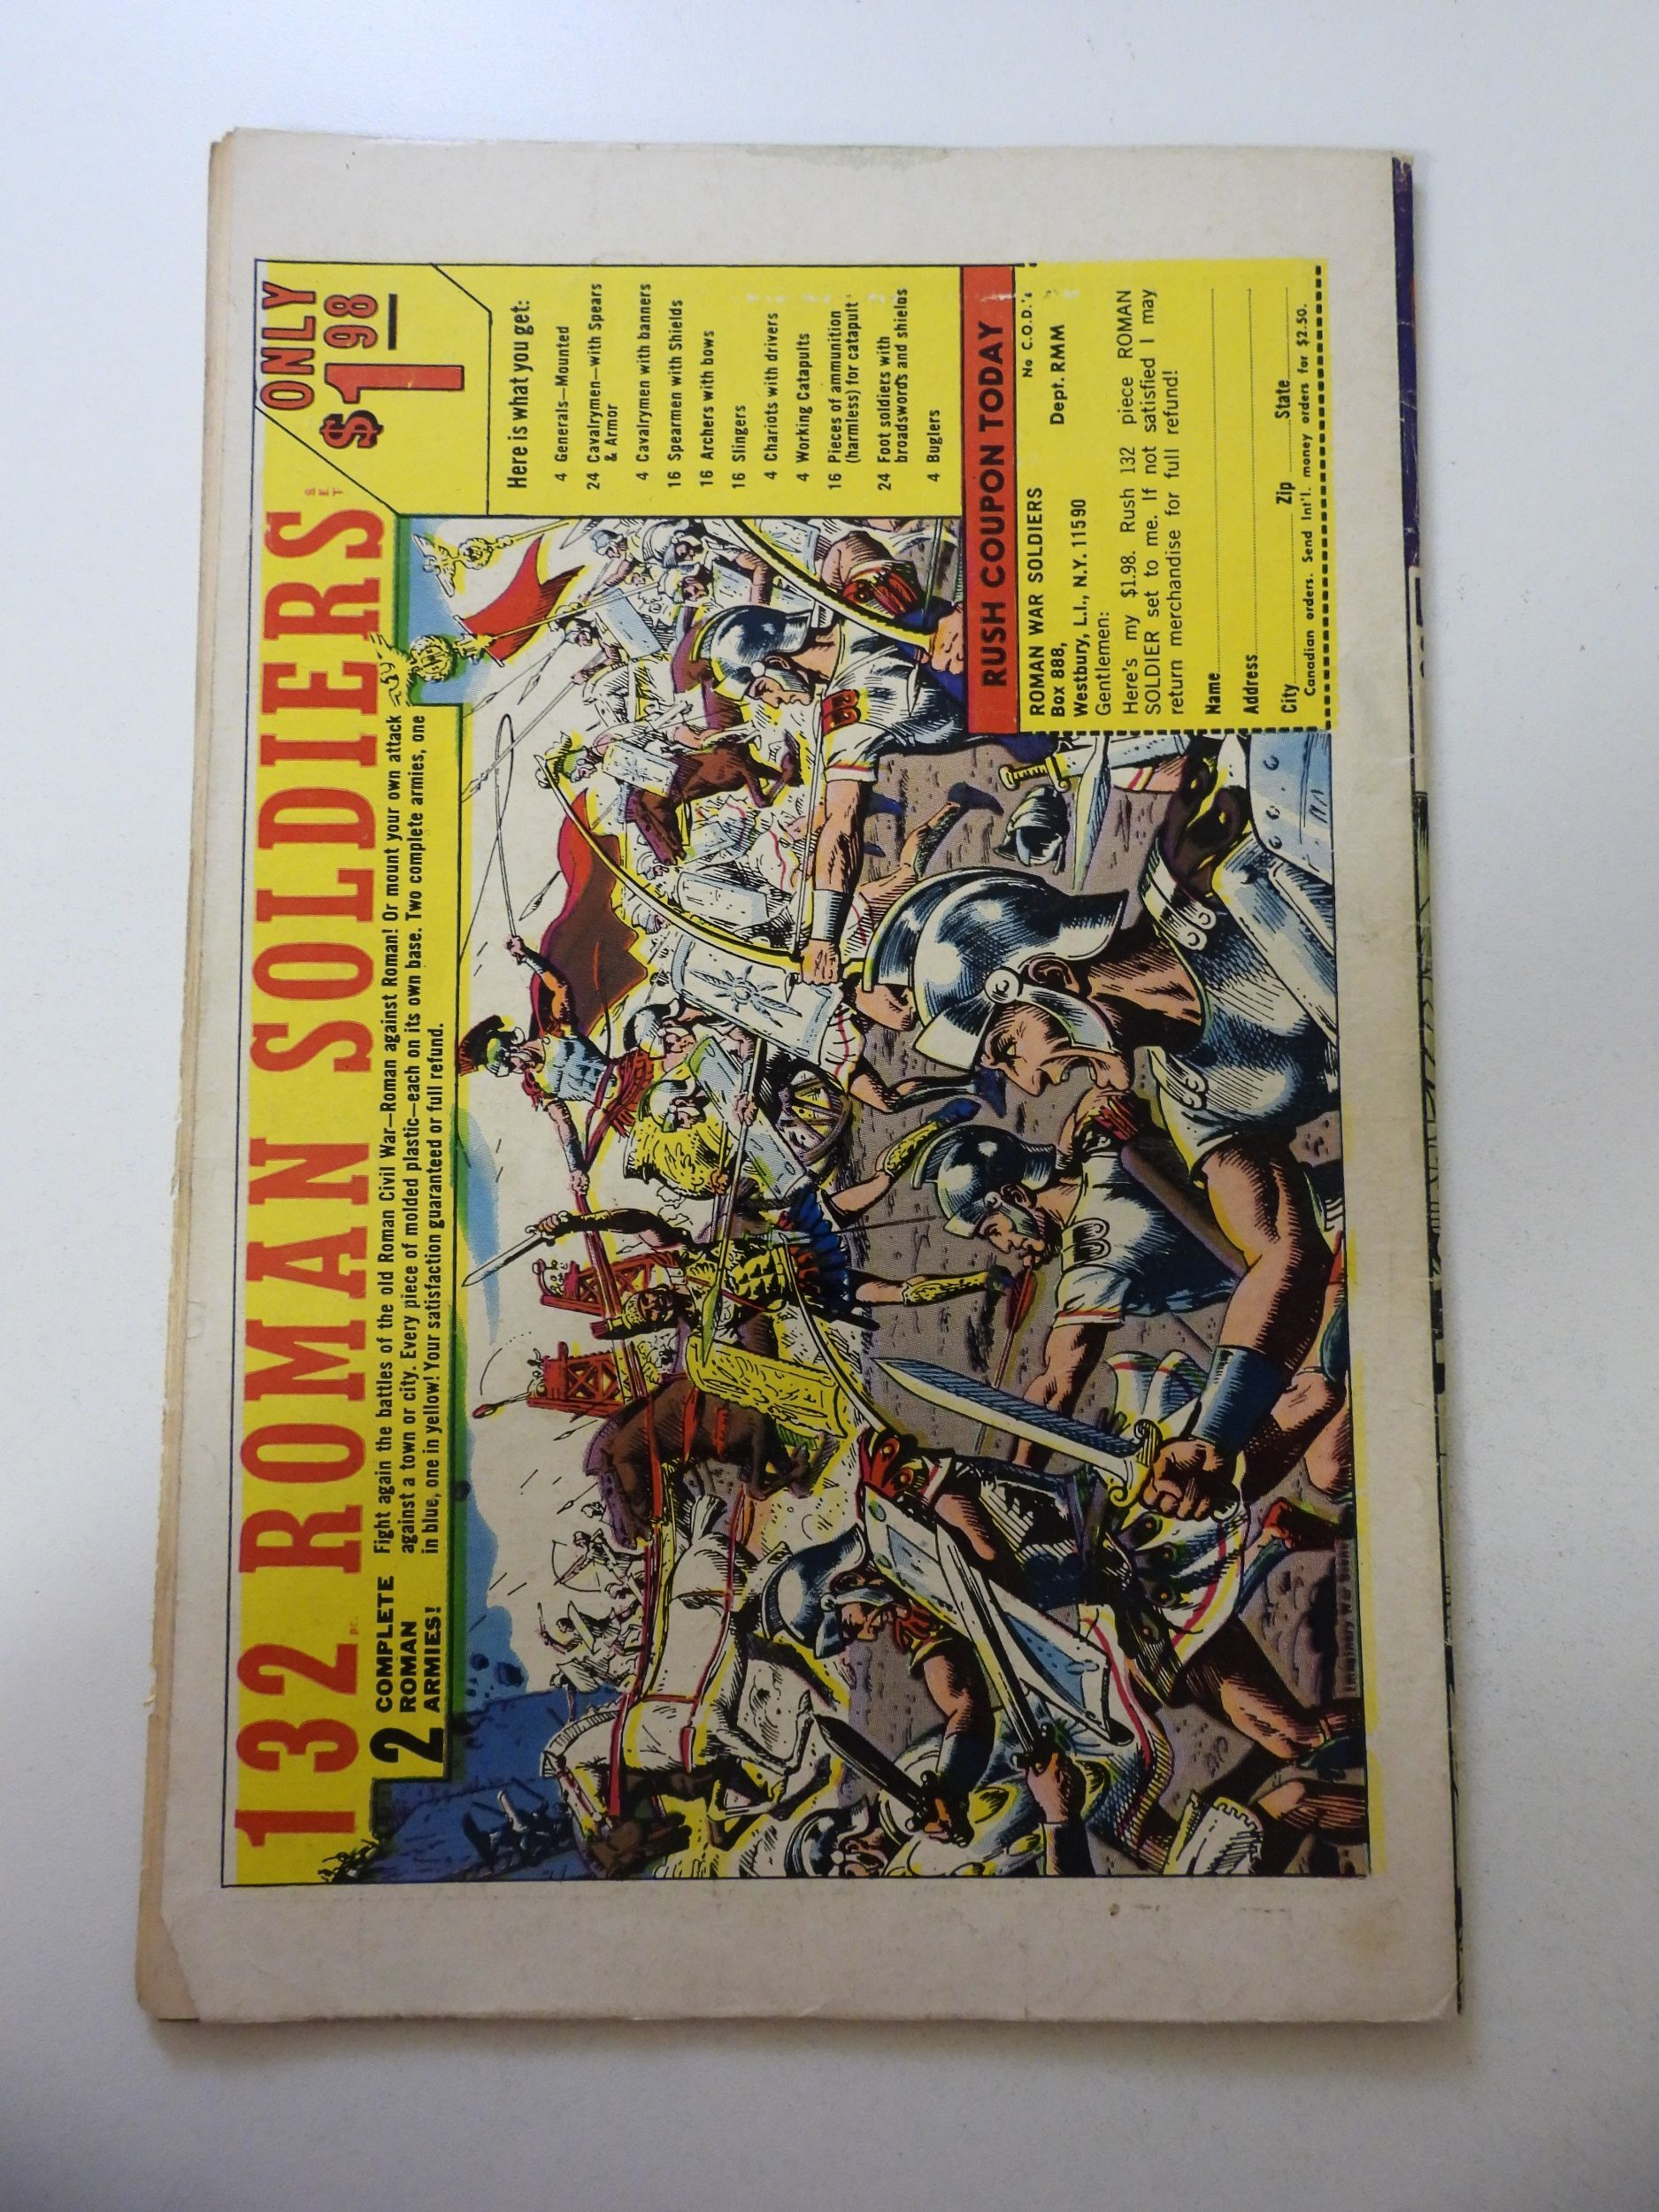 132 PC. ROMAN SOLDIERS SET
ONLY
$1.98
2 COMPLETE
ROMAN
ARMIES!
Fight again the battles of the old Roman Civil War—Roman against Roman! Or mount your own attack
against a town or city. Every piece of molded plastic—each on its own base. Two complete armies, one
in blue, one in yellow! Your satisfaction guaranteed or full refund.
Here is what you get:
4 Generals—Mounted
24 Cavalrymen—with Spears
& Armor
4 Cavalrymen with banners
16 Spearmen with Shields
16 Archers with bows
16 Slingers
4 Chariots with drivers
4 Working Catapults
16 Pieces of ammunition
(harmless) for catapult
24 Foot soldiers with
broadswords and shields
4 Buglers
RUSH COUPON TODAY
ROMAN WAR SOLDIERS No C.O.D.'s
Box 888,
Westbury, L.I., N.Y. 11590 Dept. RMM
Gentlemen:
Here's my $1.98. Rush 132 piece ROMAN
SOLDIER set to me. If not satisfied I may
return merchandise for full refund!
Name
Address
City Zip State
Canadian orders. Send Int'l. money orders for $2.50.
Imaginary War Scene